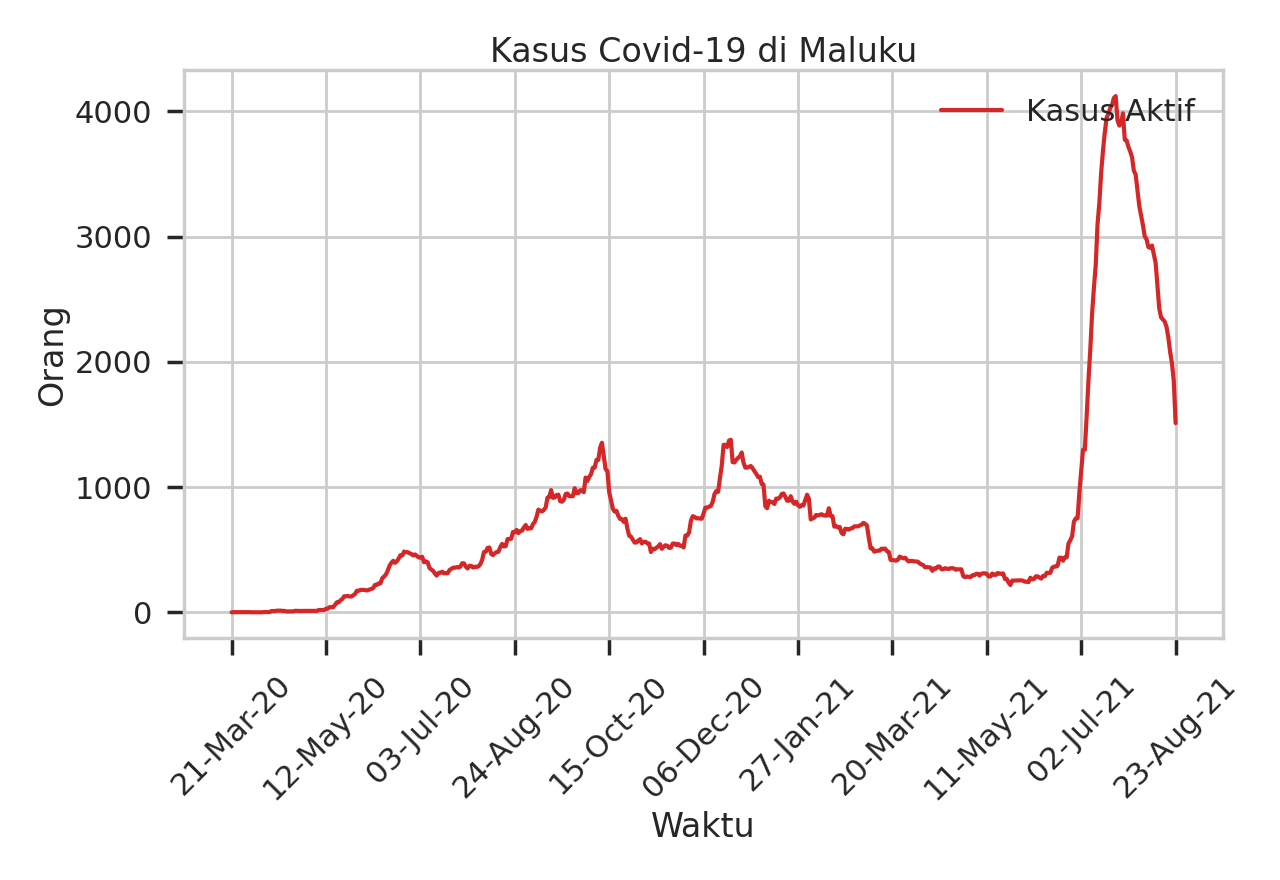 Kasus Covid-19 di Maluku
Kasus Aktif
Orang
4000
3000
2000
1000
0
21-Mar-20
12-May-20
03-Jul-20
24-Aug-20
15-Oct-20
06-Dec-20
27-Jan-21
20-Mar-21
11-May-21
02-Jul-21
23-Aug-21
Waktu